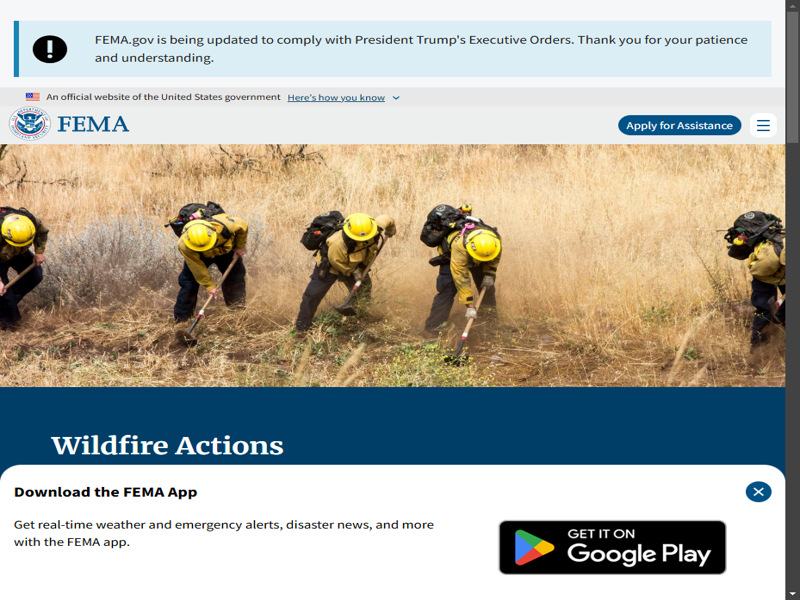 FEMA.gov is being updated to comply with President Trump's Executive Orders. Thank you for your patience
and understanding.
An official website of the United States government Here's how you know
FEMA
Apply for Assistance
Wildfire Actions
Download the FEMA App
Get real-time weather and emergency alerts, disaster news, and more
with the FEMA app.
GET IT ON
Google Play